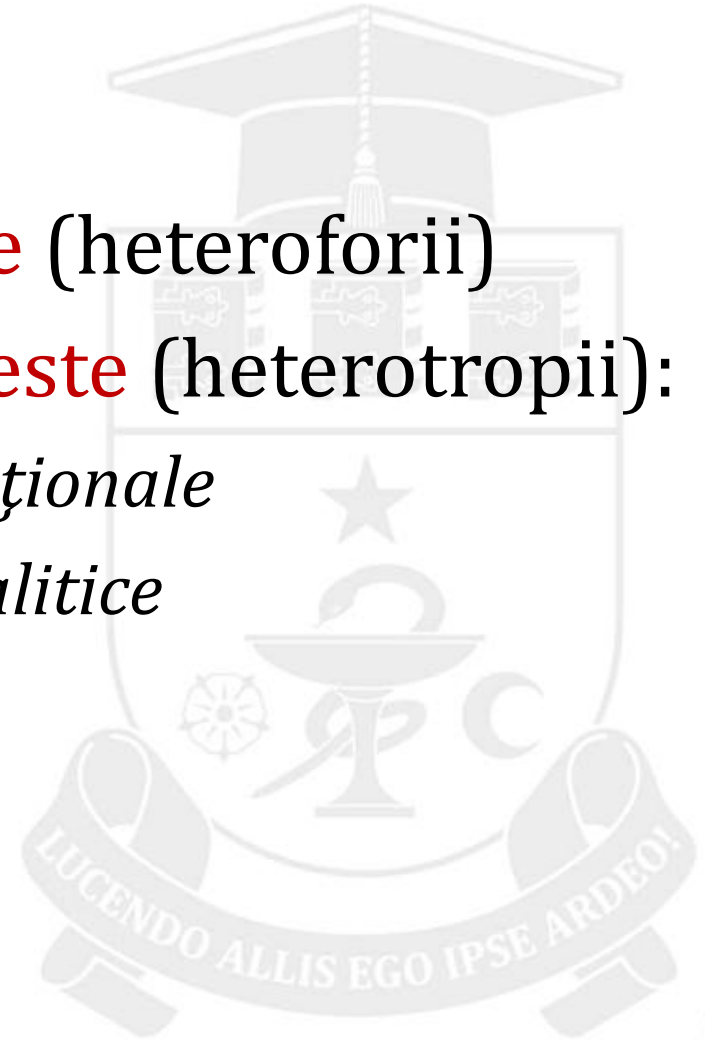 e (heteroforii)
este (heterotropii):
ționale
alitice
LUCENDO ALLIS EGO IPSE ARDEO!